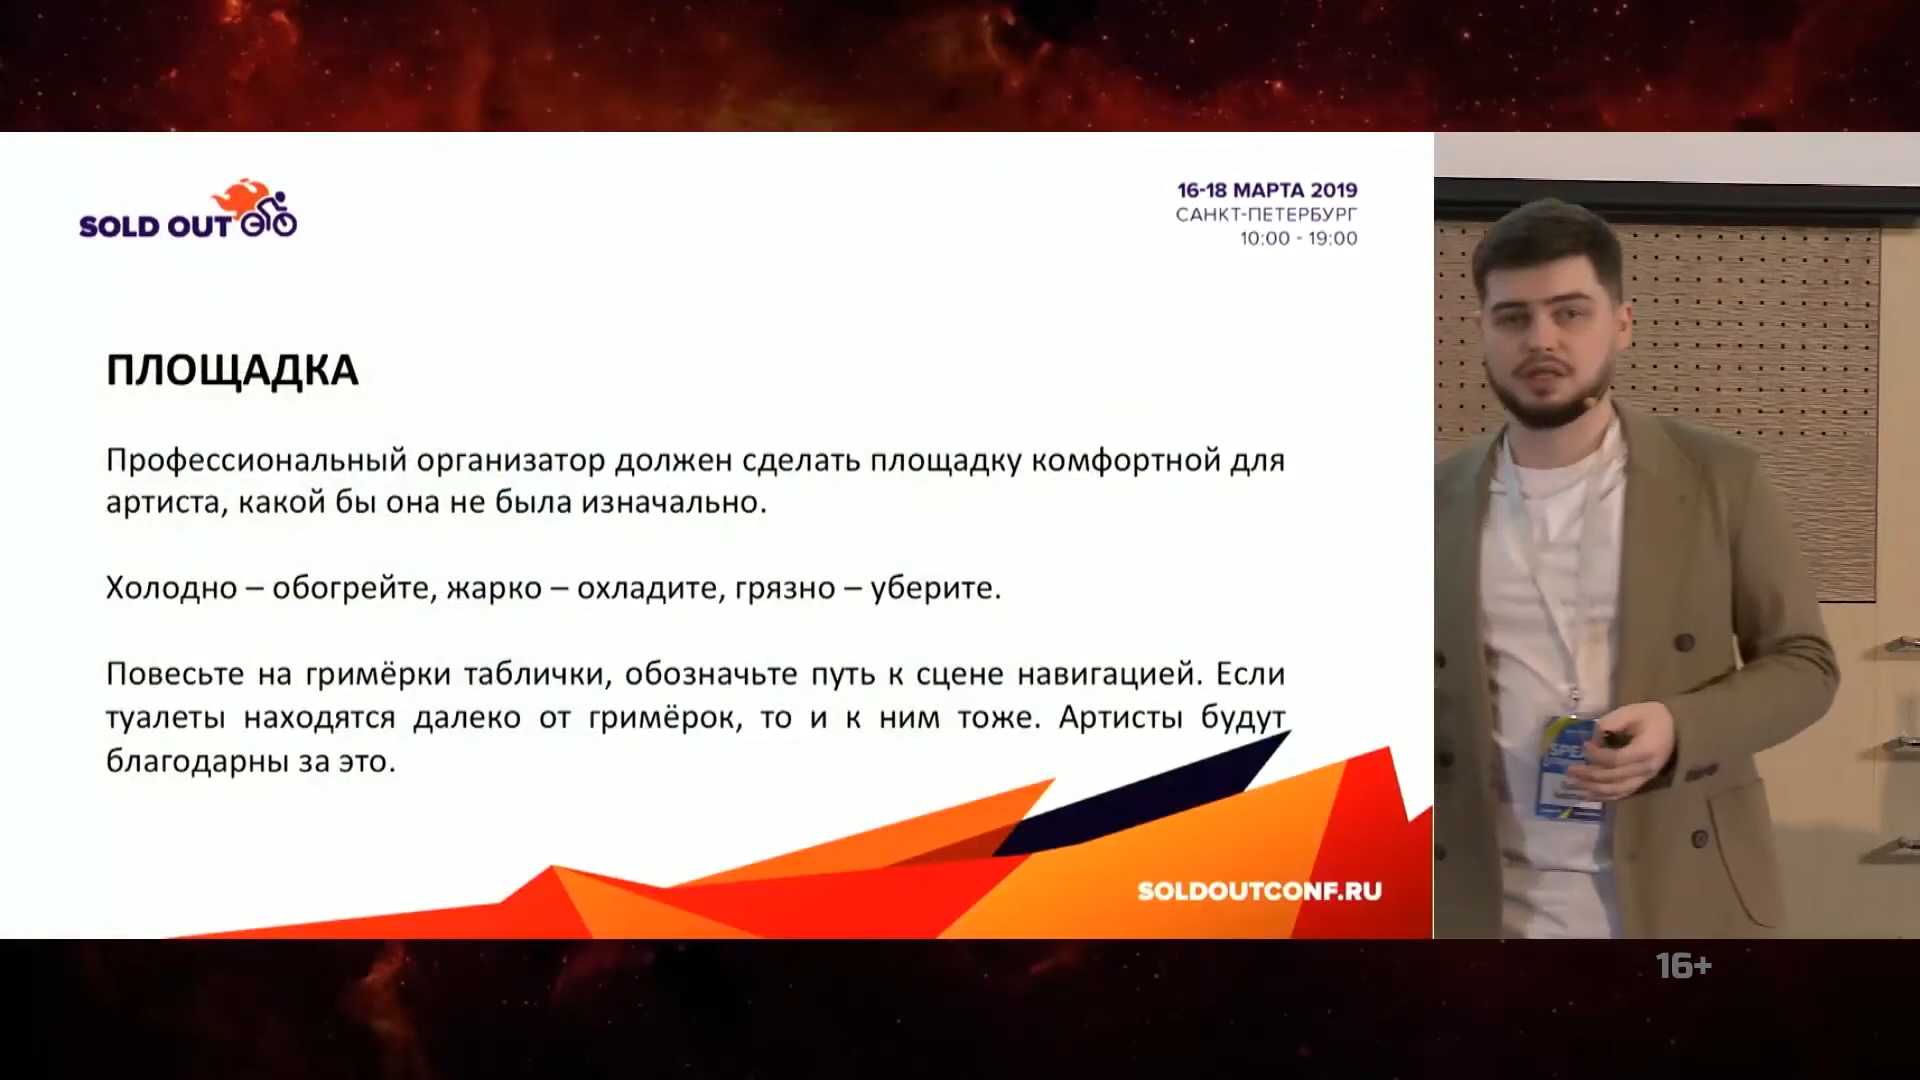 SOLD OUT
16-18 МАРТА 2019
САНКТ-ПЕТЕРБУРГ
10:00 - 19:00
ПЛОЩАДКА
Профессиональный организатор должен сделать площадку комфортной для
артиста, какой бы она не была изначально.
Холодно – обогрейте, жарко – охладите, грязно – уберите.
Повесьте на гримёрки таблички, обозначьте путь к сцене навигацией. Если
туалеты находятся далеко от гримёрок, то и к ним тоже. Артисты будут
благодарны за это.
SOLDOUTCONF.RU
16+